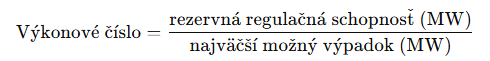 rezervná regulačná schopnosť (MW)
Výkonové číslo =
najväčší možný výpadok (MW)